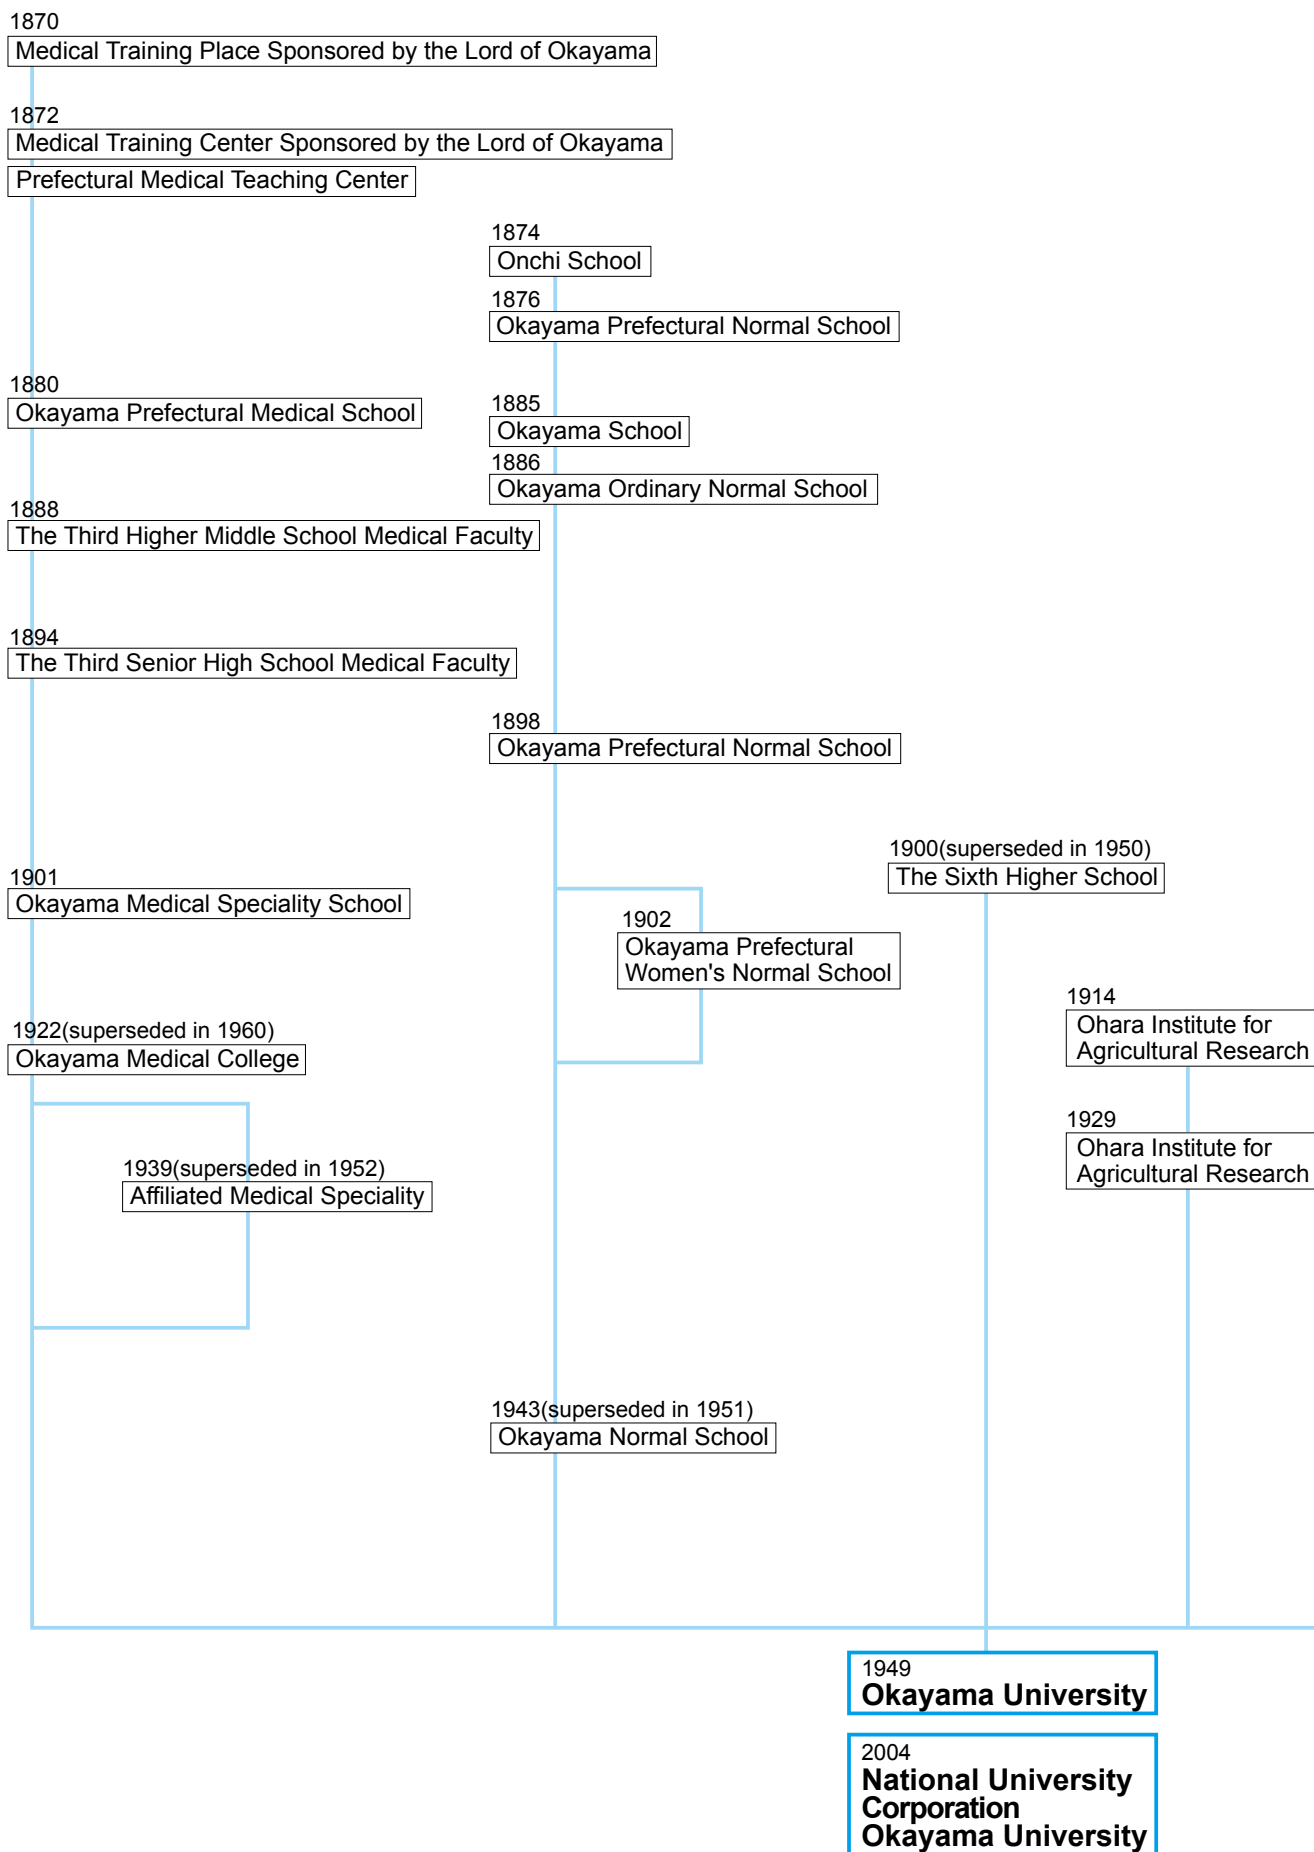 1870
Medical Training Place Sponsored by the Lord of Okayama
1872
Medical Training Center Sponsored by the Lord of Okayama
Prefectural Medical Teaching Center
1874
Onchi School
1876
Okayama Prefectural Normal School
1880
Okayama Prefectural Medical School
1885
Okayama School
1886
Okayama Ordinary Normal School
1888
The Third Higher Middle School Medical Faculty
1894
The Third Senior High School Medical Faculty
1898
Okayama Prefectural Normal School
1900(superseded in 1950)
The Sixth Higher School
1901
Okayama Medical Speciality School
1902
Okayama Prefectural
Women's Normal School
1914
Ohara Institute for
Agricultural Research
1922(superseded in 1960)
Okayama Medical College
1929
Ohara Institute for
Agricultural Research
1939(superseded in 1952)
Affiliated Medical Speciality
1943(superseded in 1951)
Okayama Normal School
1949
Okayama University
2004
National University
Corporation
Okayama University